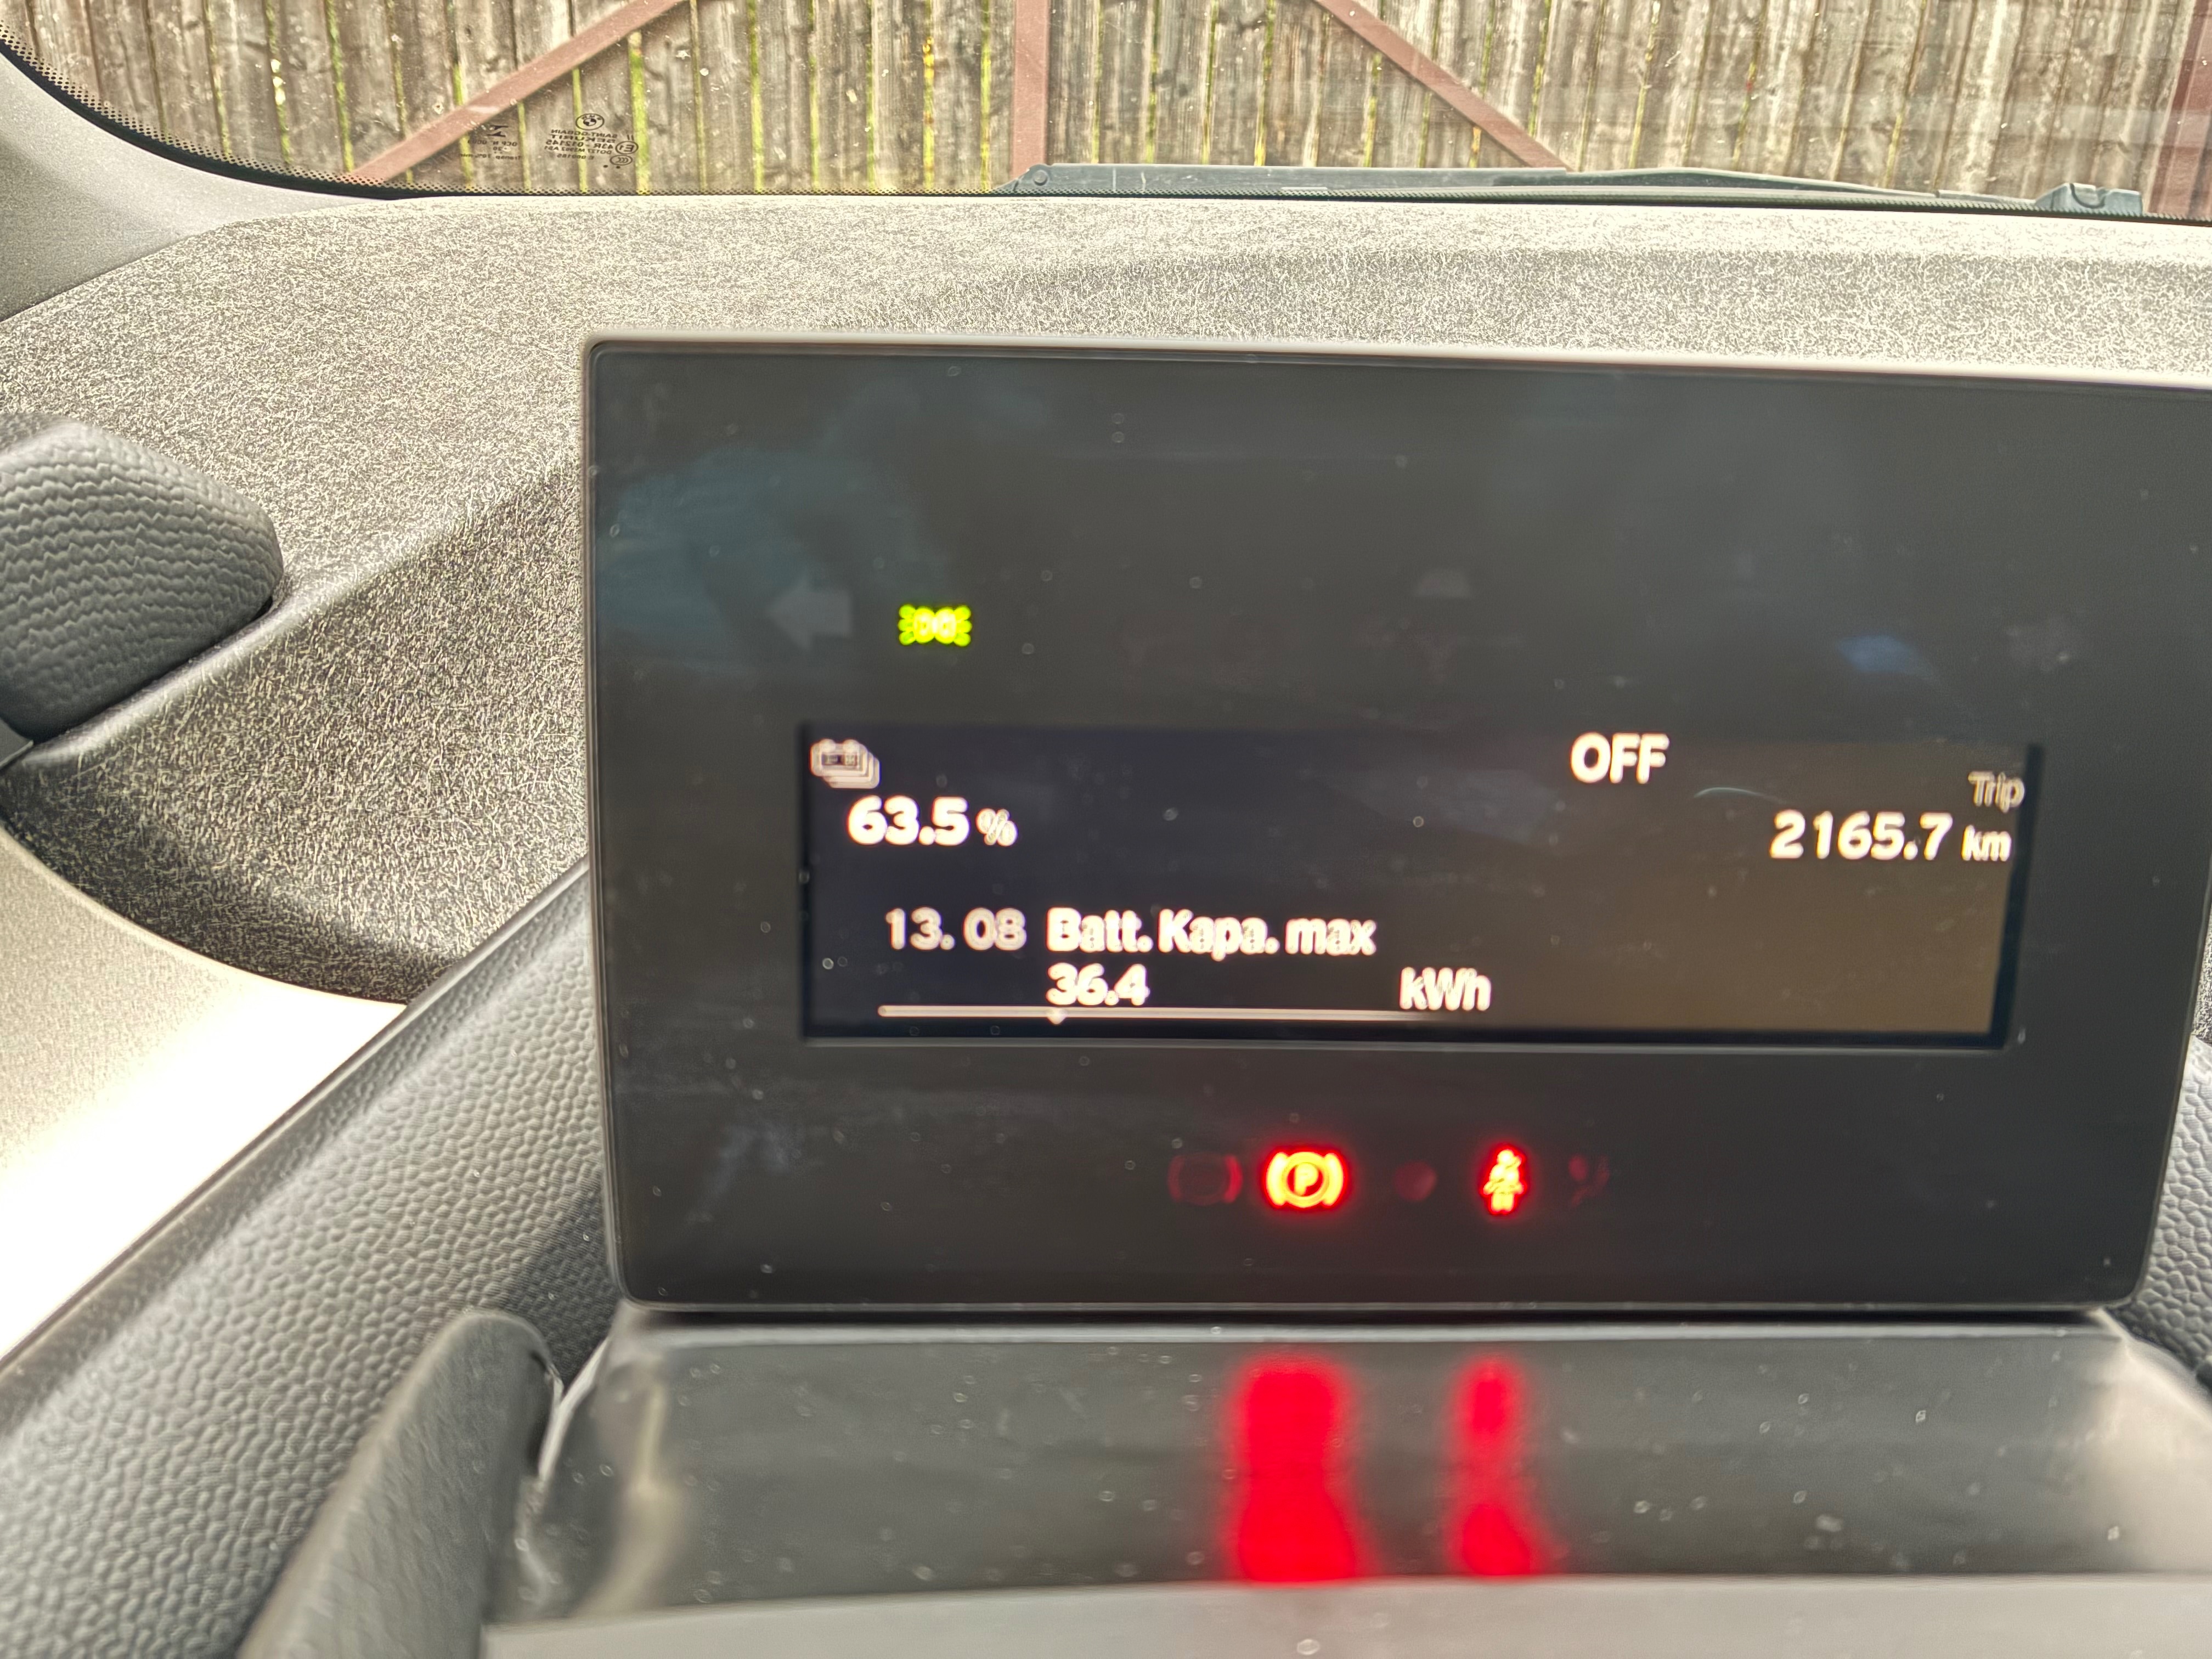 OFF
Trip
63.5 %
2165.7 km
13. 08 Batt. Kapa. max
36.4 kWh
P